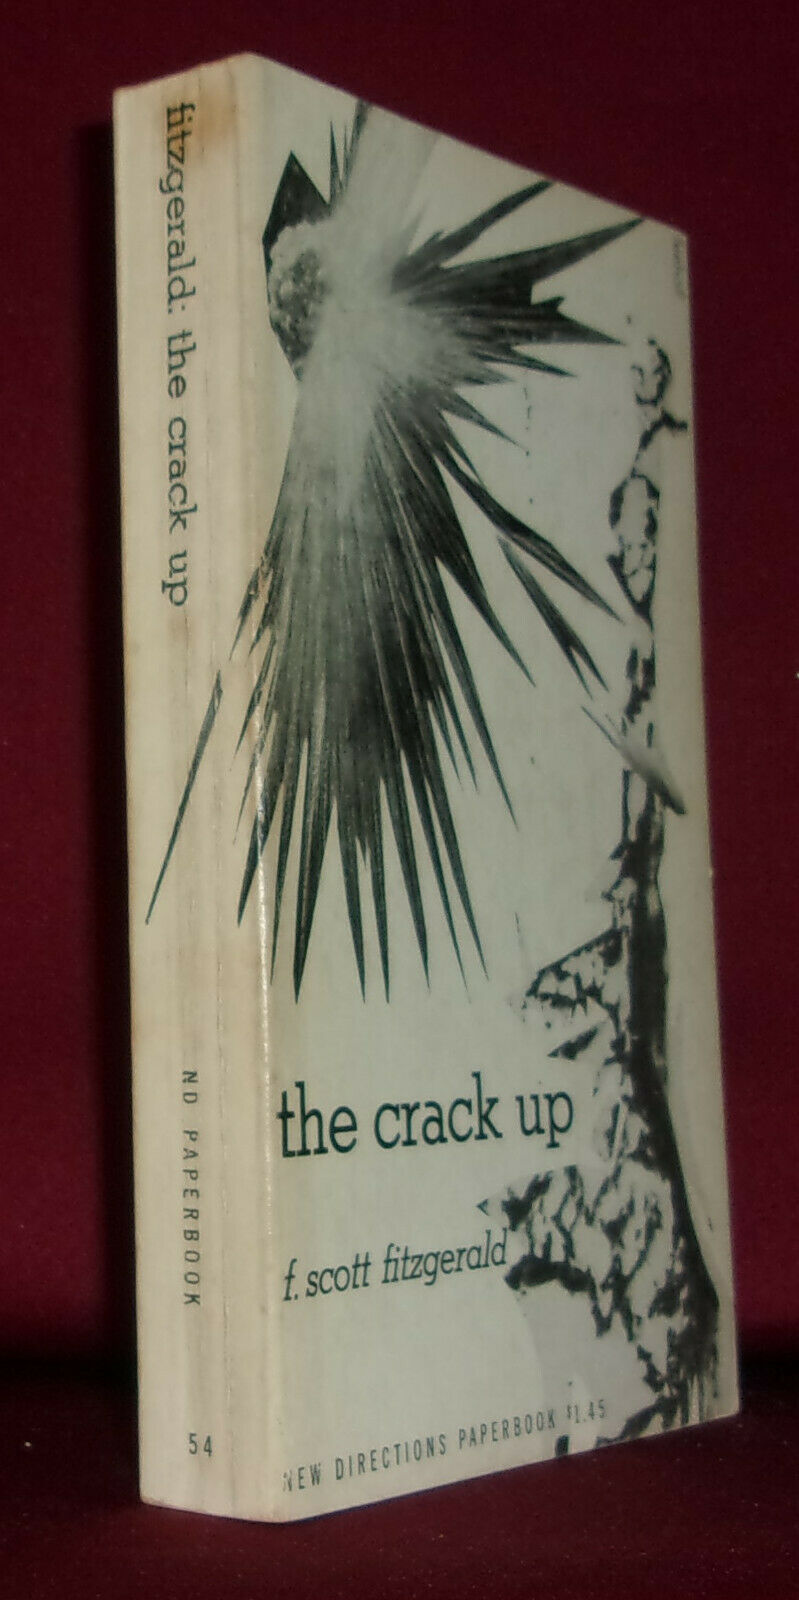 fitzgerald: the crack up
ND PAPERBOOK
54
the crack up
f. scott fitzgerald
NEW DIRECTIONS PAPERBOOK $1.45